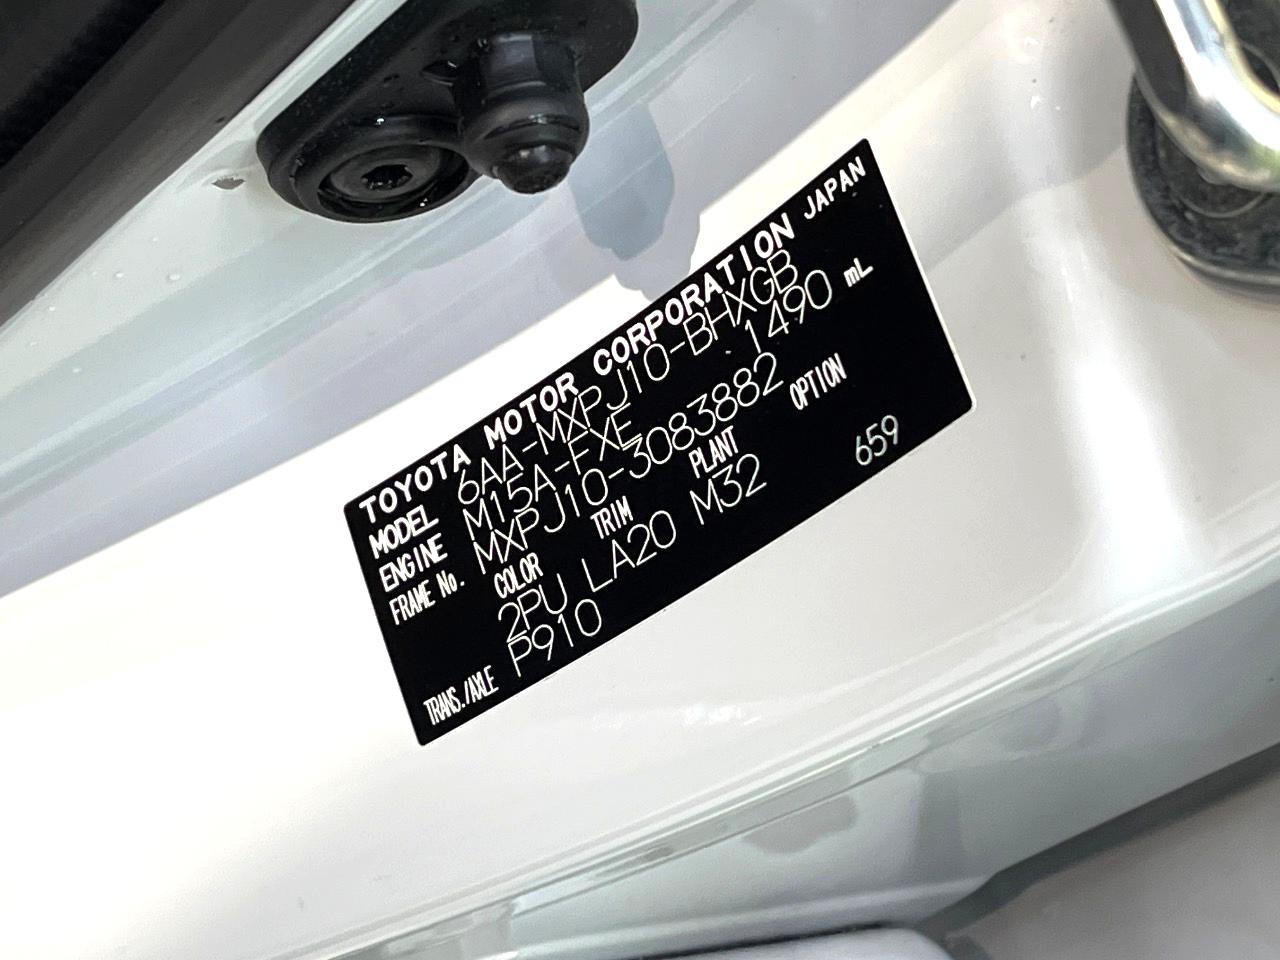 TOYOTA MOTOR CORPORATION JAPAN
MODEL 6AA-MXPJ10-BHXGB
ENGINE M15A-FXE 1490 mL
FRAME No. MXPJ10-3083882
COLOR TRIM PLANT OPTION
2PU LA20 M32 659
TRANS./AXLE P910